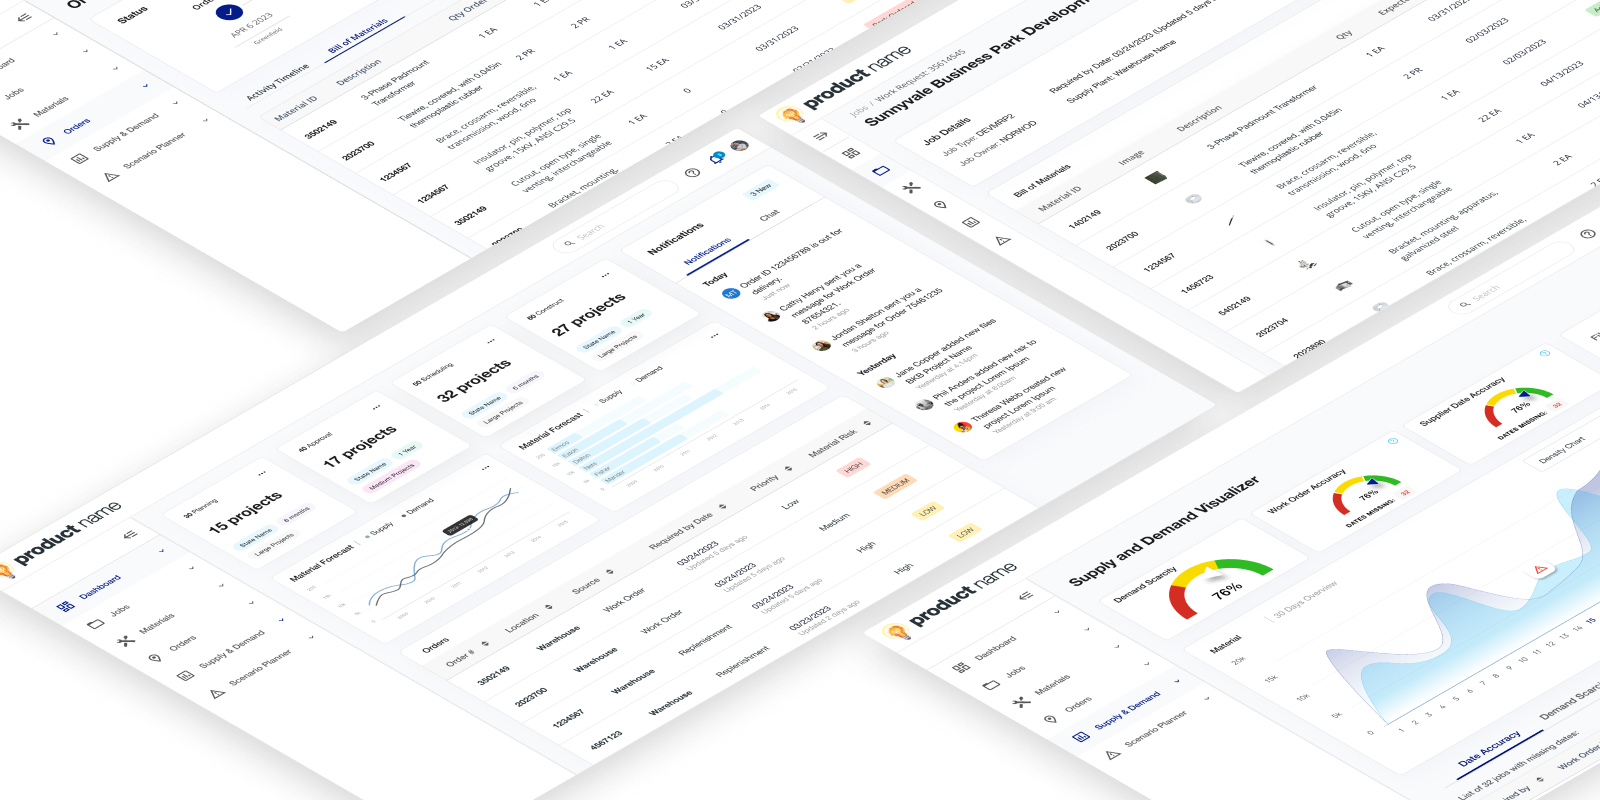 Status
APR 6 2023
Greenfield
Jobs
Materials
Orders
Supply & Demand
Scenario Planner
Activity Timeline
Bill of Materials
Material ID
Description
3502149
3-Phase Padmount
Transformer
1 EA
2023700
Tiewire, covered, with 0.045in
thermoplastic rubber
2 PR
2 PR
03/31/2023
1234567
Brace, crossarm, reversible,
transmission, wood, 6no
1 EA
1 EA
03/31/2023
1234567
Insulator, pin, polymer, top
groove, 15KV, ANSI C29.5
22 EA
15 EA
03/31/2023
3502149
Cutout, open type, single
venting, interchangeable
1 EA
0
Bracket, mounting,
product name
Jobs / Work Request: 35614545
Sunnyvale Business Park Developm
Required by Date: 03/24/2023 (Updated 5 days
Supply Plant: Warehouse Name
Job Details
Job Type: DEVMRP2
Job Owner: NORWOD
Bill of Materials
Material ID
Image
Description
Qty
1402149
3-Phase Padmount Transformer
1 EA
03/31/2023
2023700
Tiewire, covered, with 0.045in
thermoplastic rubber
2 PR
02/03/2023
1234567
Brace, crossarm, reversible,
transmission, wood, 6no
1 EA
02/03/2023
1456723
Insulator, pin, polymer, top
groove, 15KV, ANSI C29.5
22 EA
04/13/2023
5402149
Cutout, open type, single
venting, interchangeable
1 EA
2023704
Bracket, mounting, apparatus,
galvanized steel
2 EA
2023690
Brace, crossarm, reversible,
product name
Dashboard
Jobs
Materials
Orders
Supply & Demand
Scenario Planner
Search
30 Planning
15 projects
State Name
6 months
Large Projects
40 Approval
17 projects
State Name
1 Year
Medium Projects
50 Scheduling
32 projects
State Name
6 months
Large Projects
60 Construct
27 projects
State Name
1 Year
Large Projects
Material Forecast
Supply
Demand
Material Forecast
Supply
Demand
Notifications
3 New
Notifications
Chat
Today
MT
Order ID 123456789 is out for
delivery.
Just now
Cathy Henry sent you a
message for Work Order
87654321.
2 hours ago
Jordan Shelton sent you a
message for Order 75461235
3 hours ago
Yesterday
Jane Copper added new files
BKB Project Name
Yesterday at 4:14pm
Phil Anders added new risk to
the project Lorem Ipsum
Yesterday at 8:00am
Theresa Webb created new
project Lorem Ipsum
Yesterday at 9:00 am
Orders
Order #
Location
Source
Required by Date
Priority
Material Risk
3502149
Warehouse
Work Order
03/24/2023
Updated 5 days ago
Low
HIGH
2023700
Warehouse
Work Order
03/24/2023
Updated 5 days ago
Medium
MEDIUM
1234567
Warehouse
Replenishment
03/24/2023
Updated 5 days ago
High
LOW
4567123
Warehouse
Replenishment
03/23/2023
Updated 2 days ago
High
LOW
product name
Dashboard
Jobs
Materials
Orders
Supply & Demand
Scenario Planner
Search
Supply and Demand Visualizer
Demand Scarcity
76%
Work Order Accuracy
76%
DATES MISSING: 32
Supplier Date Accuracy
76%
DATES MISSING: 32
Material
30 Days Overview
Density Chart
20k
15k
10k
5k
0
1 2 3 4 5 6 7 8 9 10 11 12 13 14 15
Date Accuracy
Demand Scarc
List of 32 jobs with missing dates:
Work Order